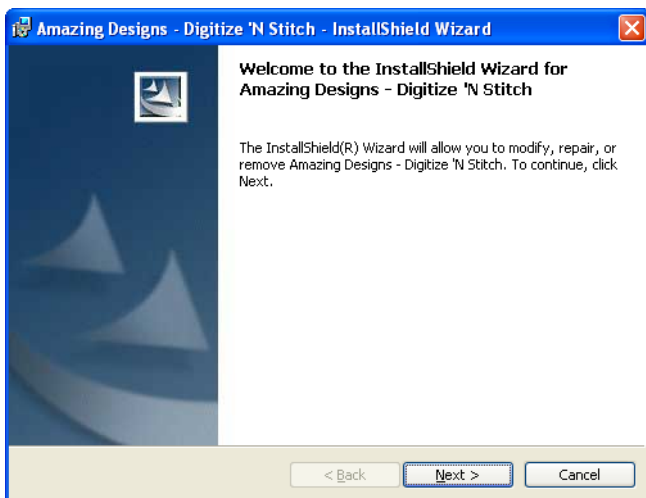 Amazing Designs - Digitize 'N Stitch - InstallShield Wizard
Welcome to the InstallShield Wizard for
Amazing Designs - Digitize 'N Stitch
The InstallShield(R) Wizard will allow you to modify, repair, or
remove Amazing Designs - Digitize 'N Stitch. To continue, click
Next.
< Back
Next >
Cancel